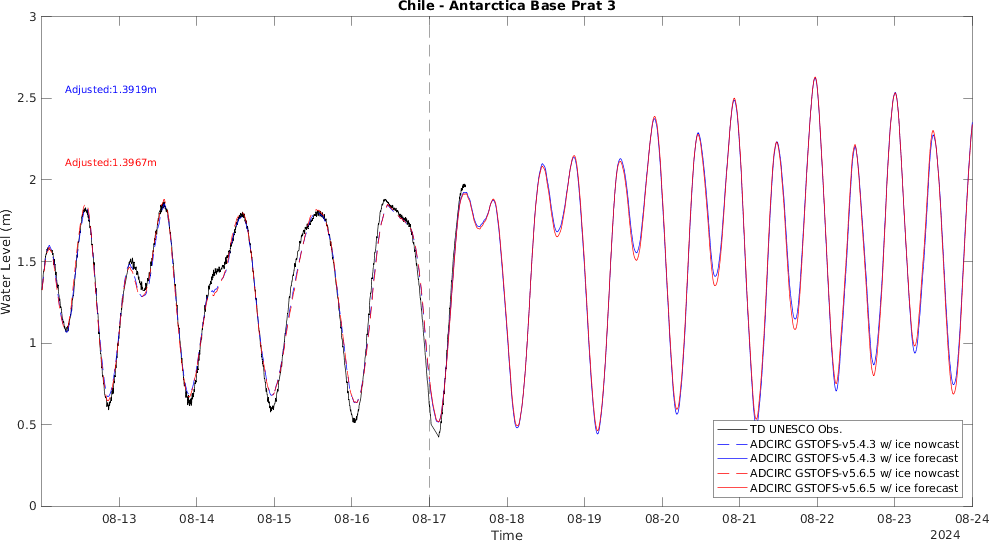 Chile - Antarctica Base Prat 3
3
2.5
2
1.5
1
0.5
0
Water Level (m)
Adjusted:1.3919m
Adjusted:1.3967m
TD UNESCO Obs.
ADCIRC GSTOFS-v5.4.3 w/ ice nowcast
ADCIRC GSTOFS-v5.4.3 w/ ice forecast
ADCIRC GSTOFS-v5.6.5 w/ ice nowcast
ADCIRC GSTOFS-v5.6.5 w/ ice forecast
08-13 08-14 08-15 08-16 08-17 08-18 08-19 08-20 08-21 08-22 08-23 08-24
Time
2024